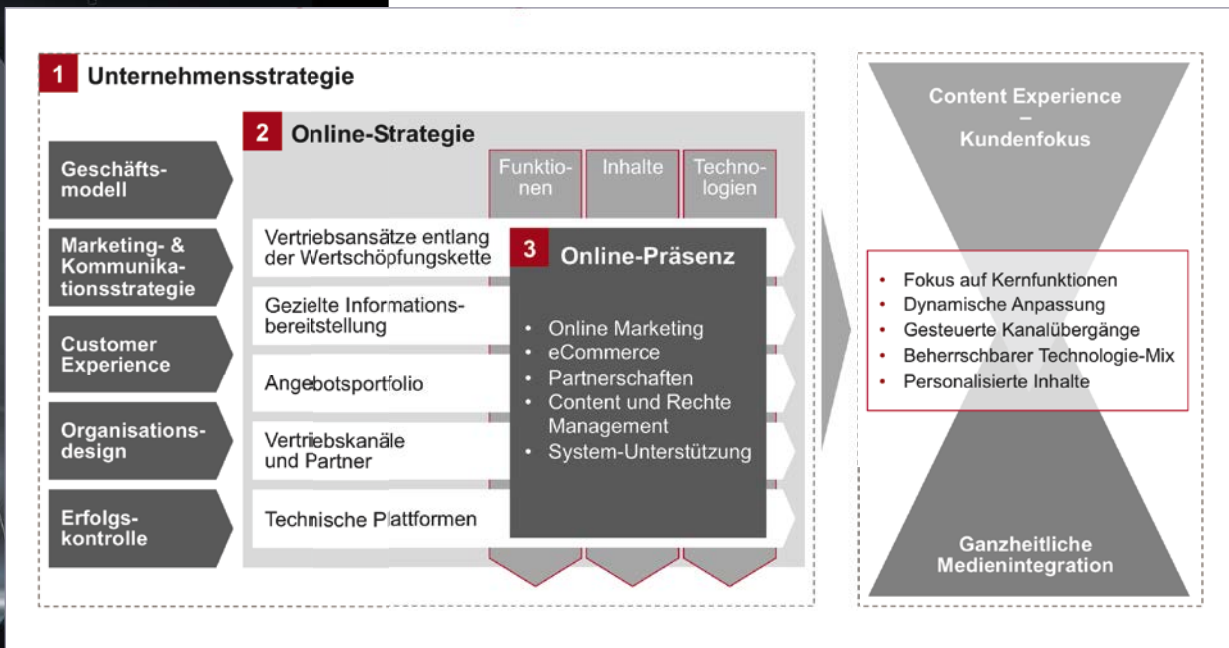 1 Unternehmensstrategie
Geschäfts-
modell
Marketing- &
Kommunika-
tionsstrategie
Customer
Experience
Organisations-
design
Erfolgs-
kontrolle
2 Online-Strategie
Funktio-
nen
Inhalte
Techno-
logien
Vertriebsansätze entlang
der Wertschöpfungskette
Gezielte Informations-
bereitstellung
Angebotsportfolio
Vertriebskanäle
und Partner
Technische Plattformen
3 Online-Präsenz
• Online Marketing
• eCommerce
• Partnerschaften
• Content und Rechte
Management
• System-Unterstützung
Content Experience
–
Kundenfokus
• Fokus auf Kernfunktionen
• Dynamische Anpassung
• Gesteuerte Kanalübergänge
• Beherrschbarer Technologie-Mix
• Personalisierte Inhalte
Ganzheitliche
Medienintegration